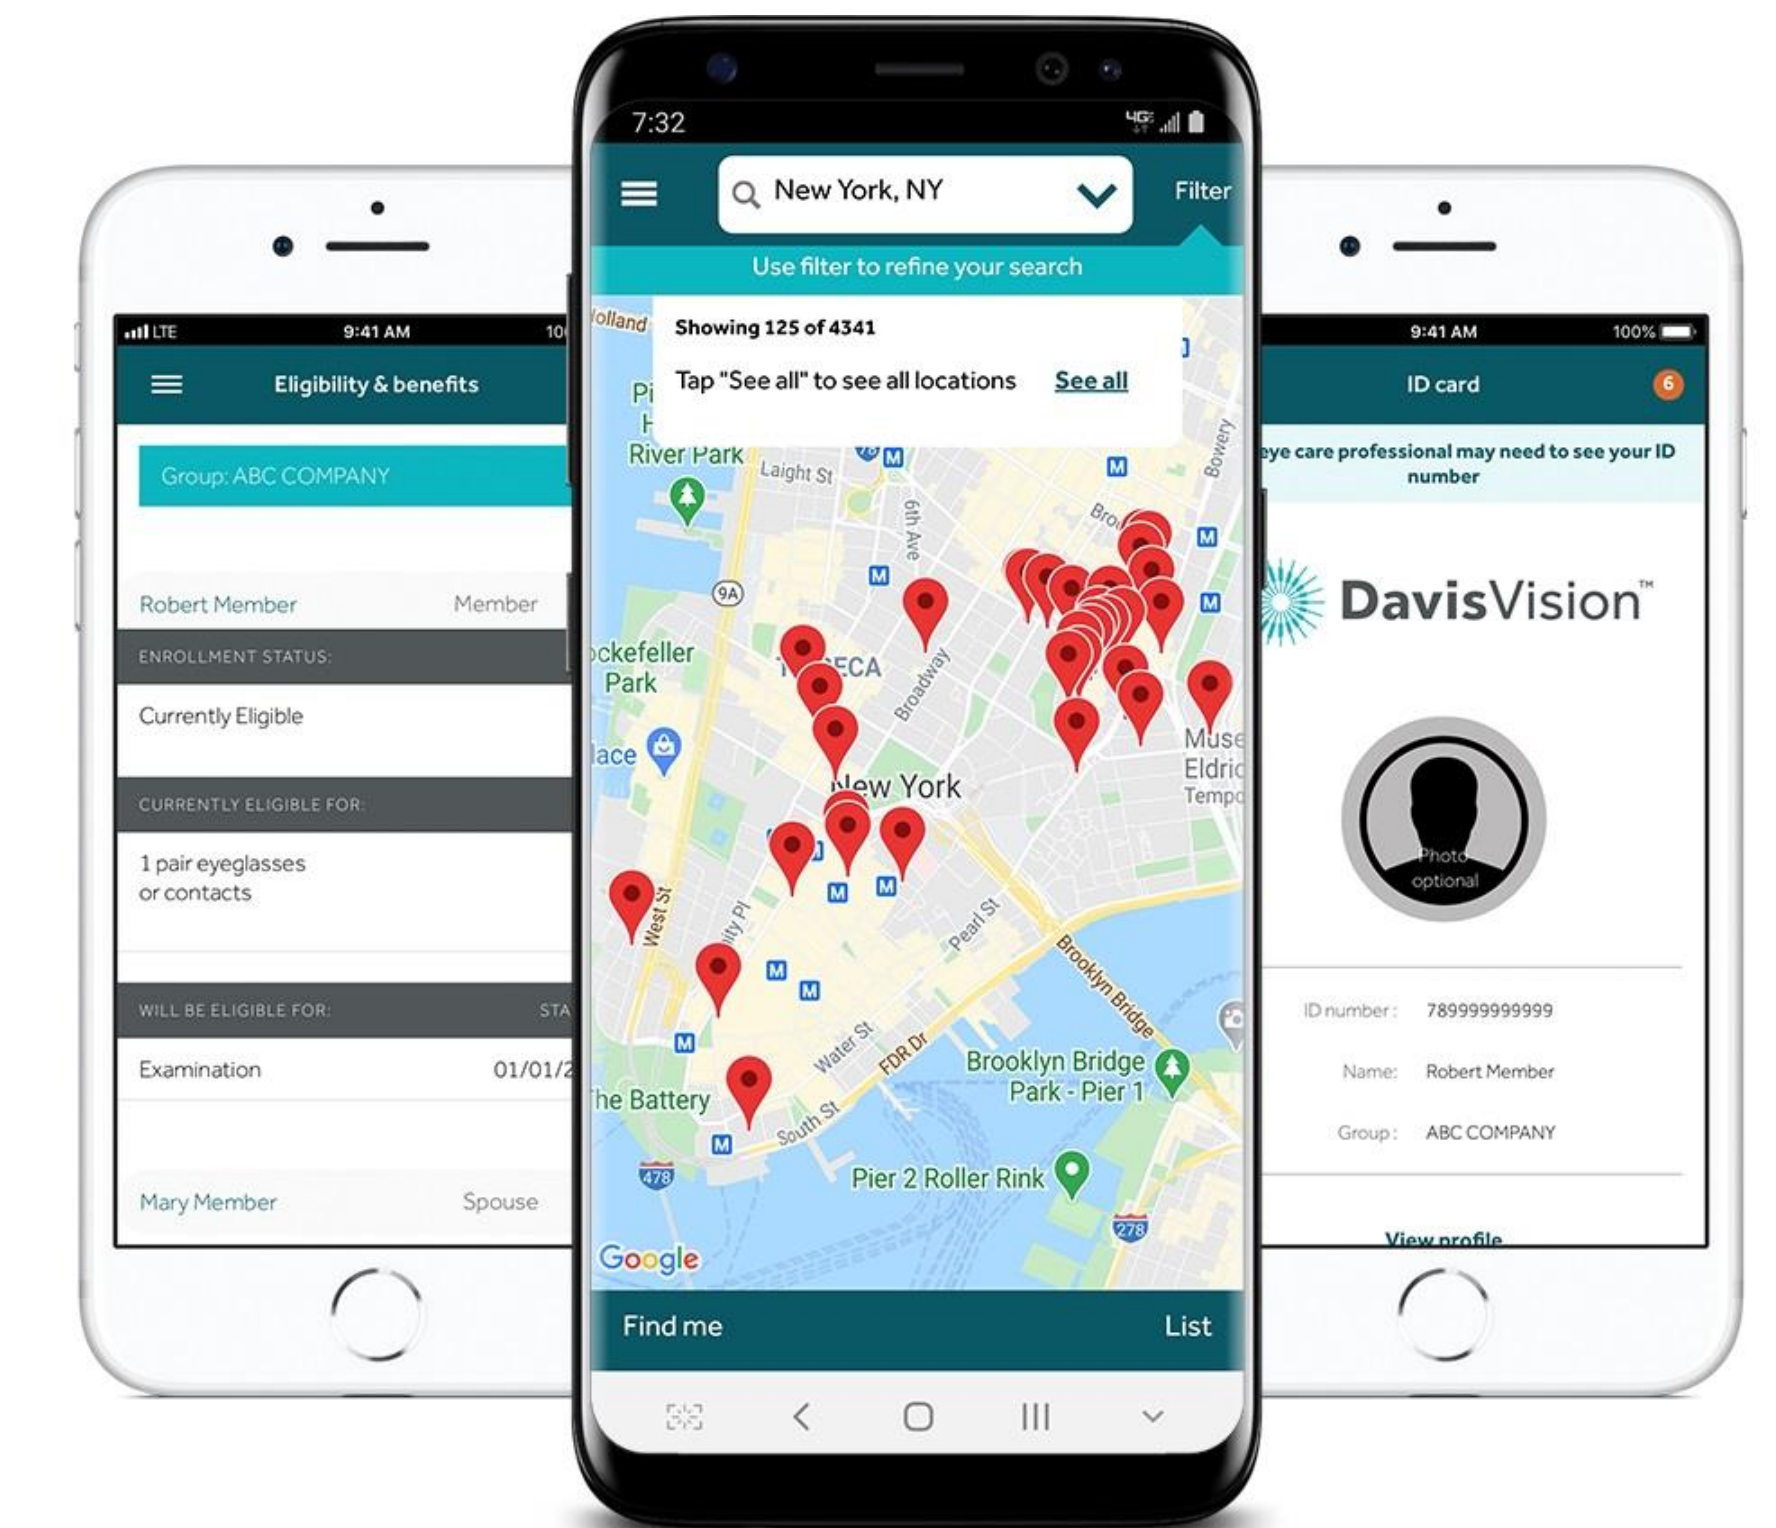 LTE
9:41 AM
Eligibility & benefits
Group: ABC COMPANY
Robert Member
Member
ENROLLMENT STATUS:
Currently Eligible
CURRENTLY ELIGIBLE FOR:
1 pair eyeglasses
or contacts
WILL BE ELIGIBLE FOR:
Examination
01/01/2
Mary Member
Spouse
7:32
4G
New York, NY
Filter
Use filter to refine your search
Showing 125 of 4341
Tap "See all" to see all locations
See all
River Park
Laight St
M
M
Bowery
6th Ave
M
M
9A
M
Park
Broadway
New York
M
M
West St
Pearl St
M
M
Brooklyn Bridge
M
Water St
FDR Dr
Brooklyn Bridge
Park - Pier 1
Battery
South St
M
478
Pier 2 Roller Rink
278
Google
Find me
List
9:41 AM
100%
ID card
6
eye care professional may need to see your ID
number
DavisVision™
Photo
optional
ID number: 789999999999
Name: Robert Member
Group: ABC COMPANY
View profile